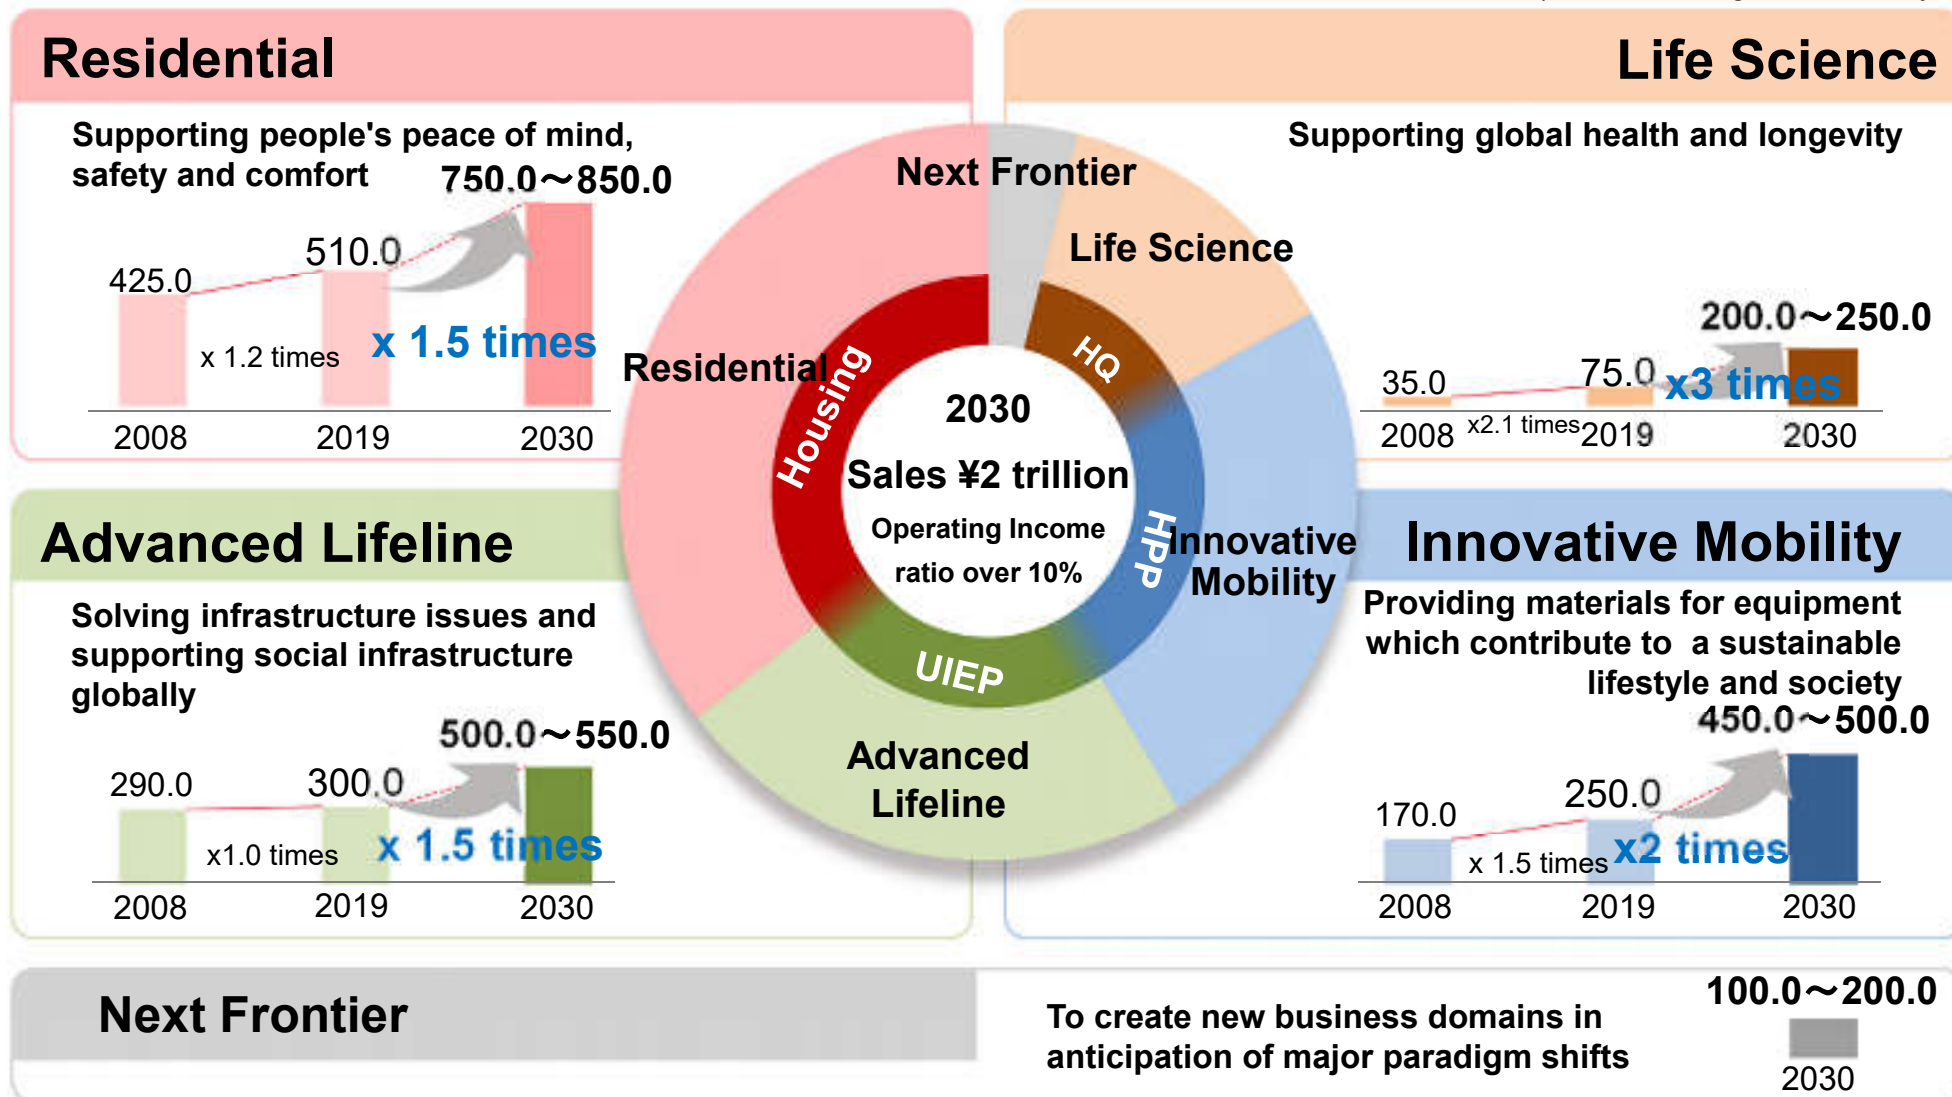 Residential
Supporting people's peace of mind,
safety and comfort
750.0～850.0
510.0
425.0
x 1.2 times
x 1.5 times
2008
2019
2030
Life Science
Supporting global health and longevity
200.0～250.0
75.0
35.0
x2.1 times
x3 times
2008
2019
2030
Next Frontier
Life Science
Residential
Housing
HQ
HPP
UIEP
2030
Sales ¥2 trillion
Operating Income
ratio over 10%
Innovative
Mobility
Advanced
Lifeline
Advanced Lifeline
Solving infrastructure issues and
supporting social infrastructure
globally
500.0～550.0
290.0
300.0
x1.0 times
x 1.5 times
2008
2019
2030
Innovative Mobility
Providing materials for equipment
which contribute to a sustainable
lifestyle and society
450.0～500.0
250.0
170.0
x 1.5 times
x2 times
2008
2019
2030
Next Frontier
To create new business domains in
anticipation of major paradigm shifts
100.0～200.0
2030